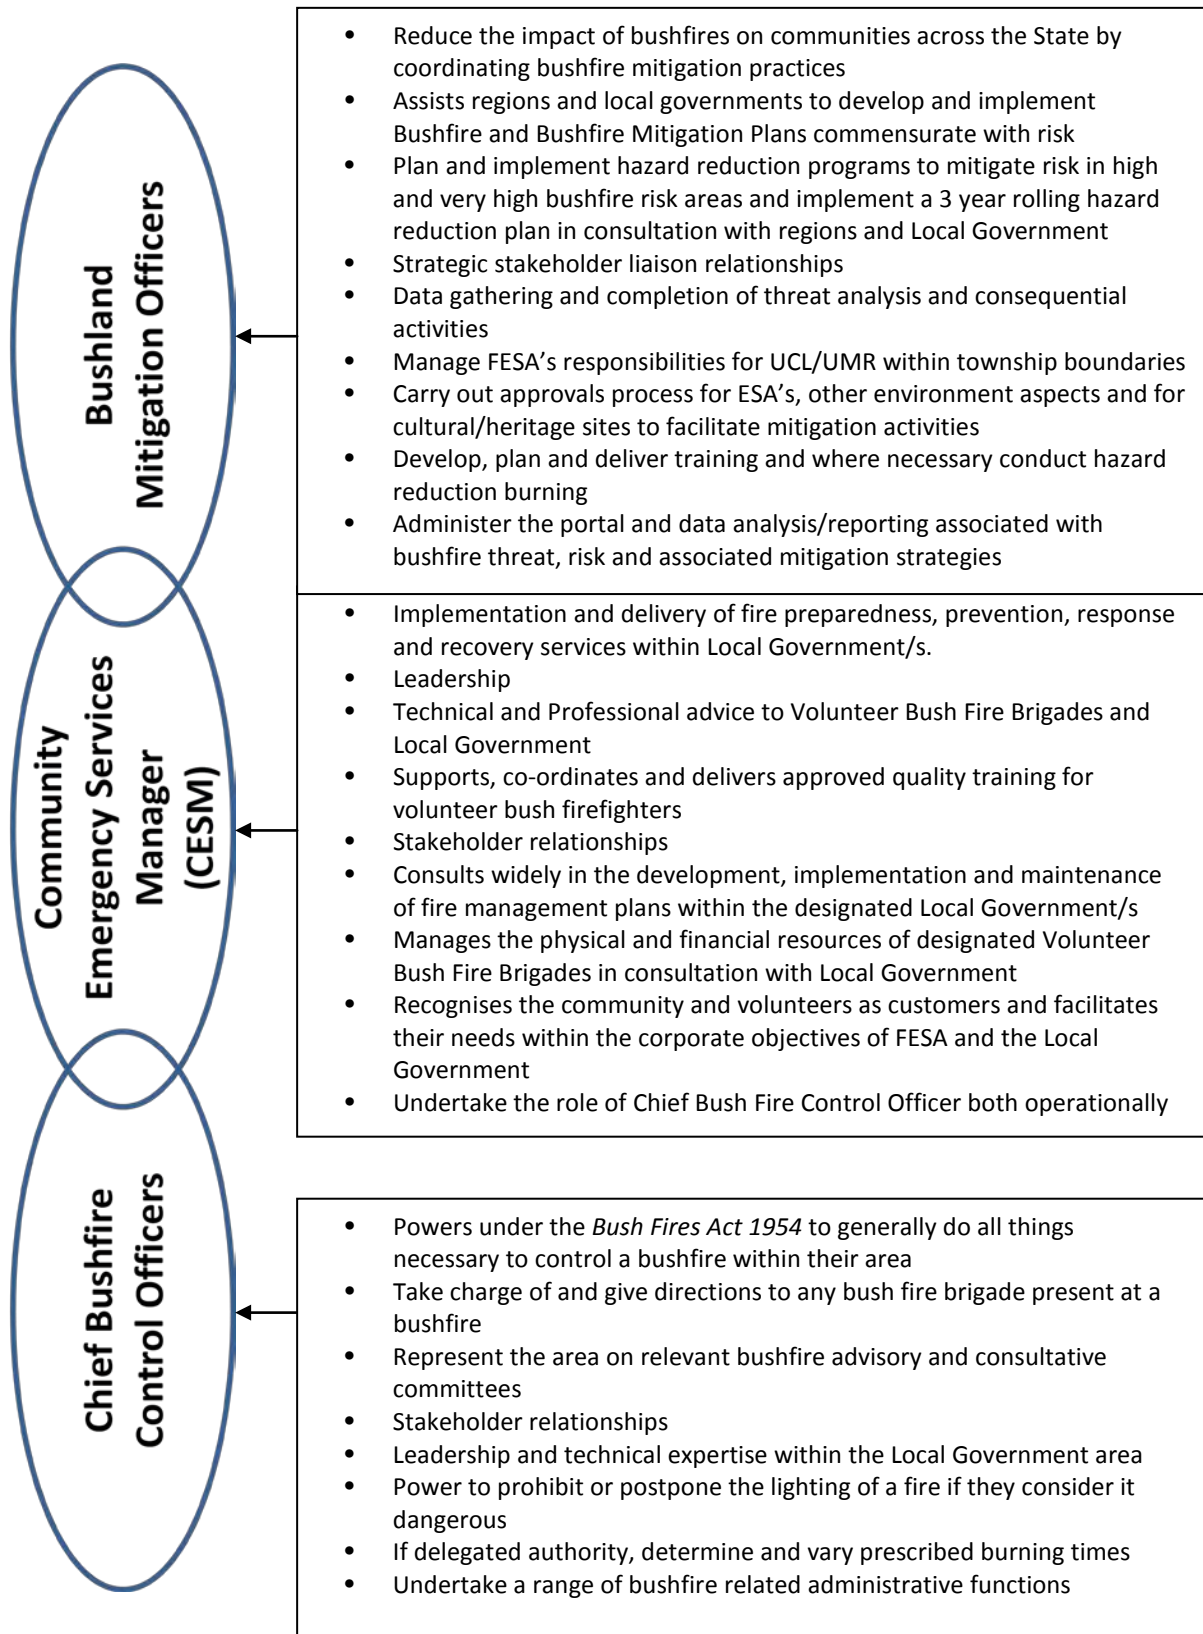 Bushland
Mitigation Officers
• Reduce the impact of bushfires on communities across the State by
coordinating bushfire mitigation practices
• Assists regions and local governments to develop and implement
Bushfire and Bushfire Mitigation Plans commensurate with risk
• Plan and implement hazard reduction programs to mitigate risk in high
and very high bushfire risk areas and implement a 3 year rolling hazard
reduction plan in consultation with regions and Local Government
• Strategic stakeholder liaison relationships
• Data gathering and completion of threat analysis and consequential
activities
• Manage FESA’s responsibilities for UCL/UMR within township boundaries
• Carry out approvals process for ESA’s, other environment aspects and for
cultural/heritage sites to facilitate mitigation activities
• Develop, plan and deliver training and where necessary conduct hazard
reduction burning
• Administer the portal and data analysis/reporting associated with
bushfire threat, risk and associated mitigation strategies
Community
Emergency Services
Manager
(CESM)
• Implementation and delivery of fire preparedness, prevention, response
and recovery services within Local Government/s.
• Leadership
• Technical and Professional advice to Volunteer Bush Fire Brigades and
Local Government
• Supports, co-ordinates and delivers approved quality training for
volunteer bush firefighters
• Stakeholder relationships
• Consults widely in the development, implementation and maintenance
of fire management plans within the designated Local Government/s
• Manages the physical and financial resources of designated Volunteer
Bush Fire Brigades in consultation with Local Government
• Recognises the community and volunteers as customers and facilitates
their needs within the corporate objectives of FESA and the Local
Government
• Undertake the role of Chief Bush Fire Control Officer both operationally
Chief Bushfire
Control Officers
• Powers under the Bush Fires Act 1954 to generally do all things
necessary to control a bushfire within their area
• Take charge of and give directions to any bush fire brigade present at a
bushfire
• Represent the area on relevant bushfire advisory and consultative
committees
• Stakeholder relationships
• Leadership and technical expertise within the Local Government area
• Power to prohibit or postpone the lighting of a fire if they consider it
dangerous
• If delegated authority, determine and vary prescribed burning times
• Undertake a range of bushfire related administrative functions